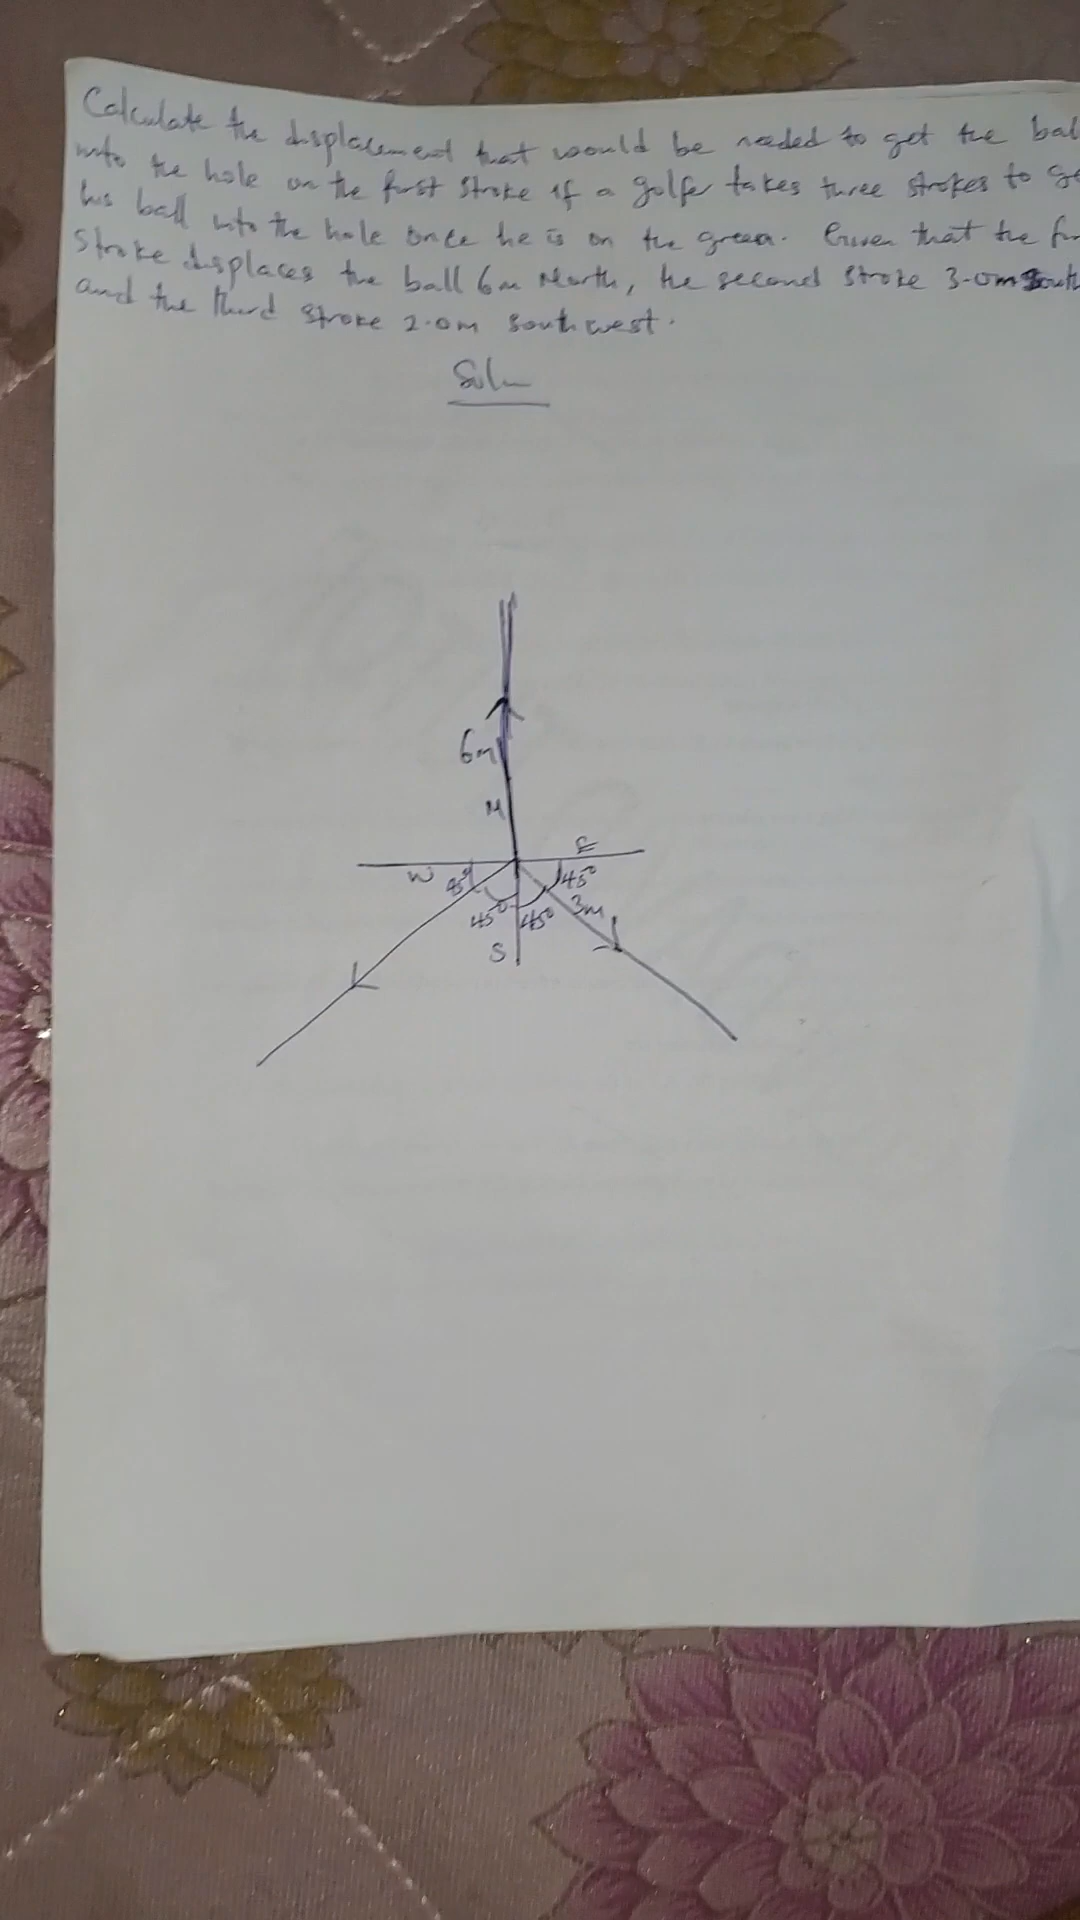 Calculate the displacement that would be needed to get the bal
into the hole on the first stroke if a golfer takes three strokes to ge
his ball into the hole once he is on the green. Given that the fir
stroke displaces the ball 6m North, the second stroke 3.0m South
and the third stroke 2.0m southwest.
Soln
6m
N
E
W
45°
45°
45°
45°
3m
S